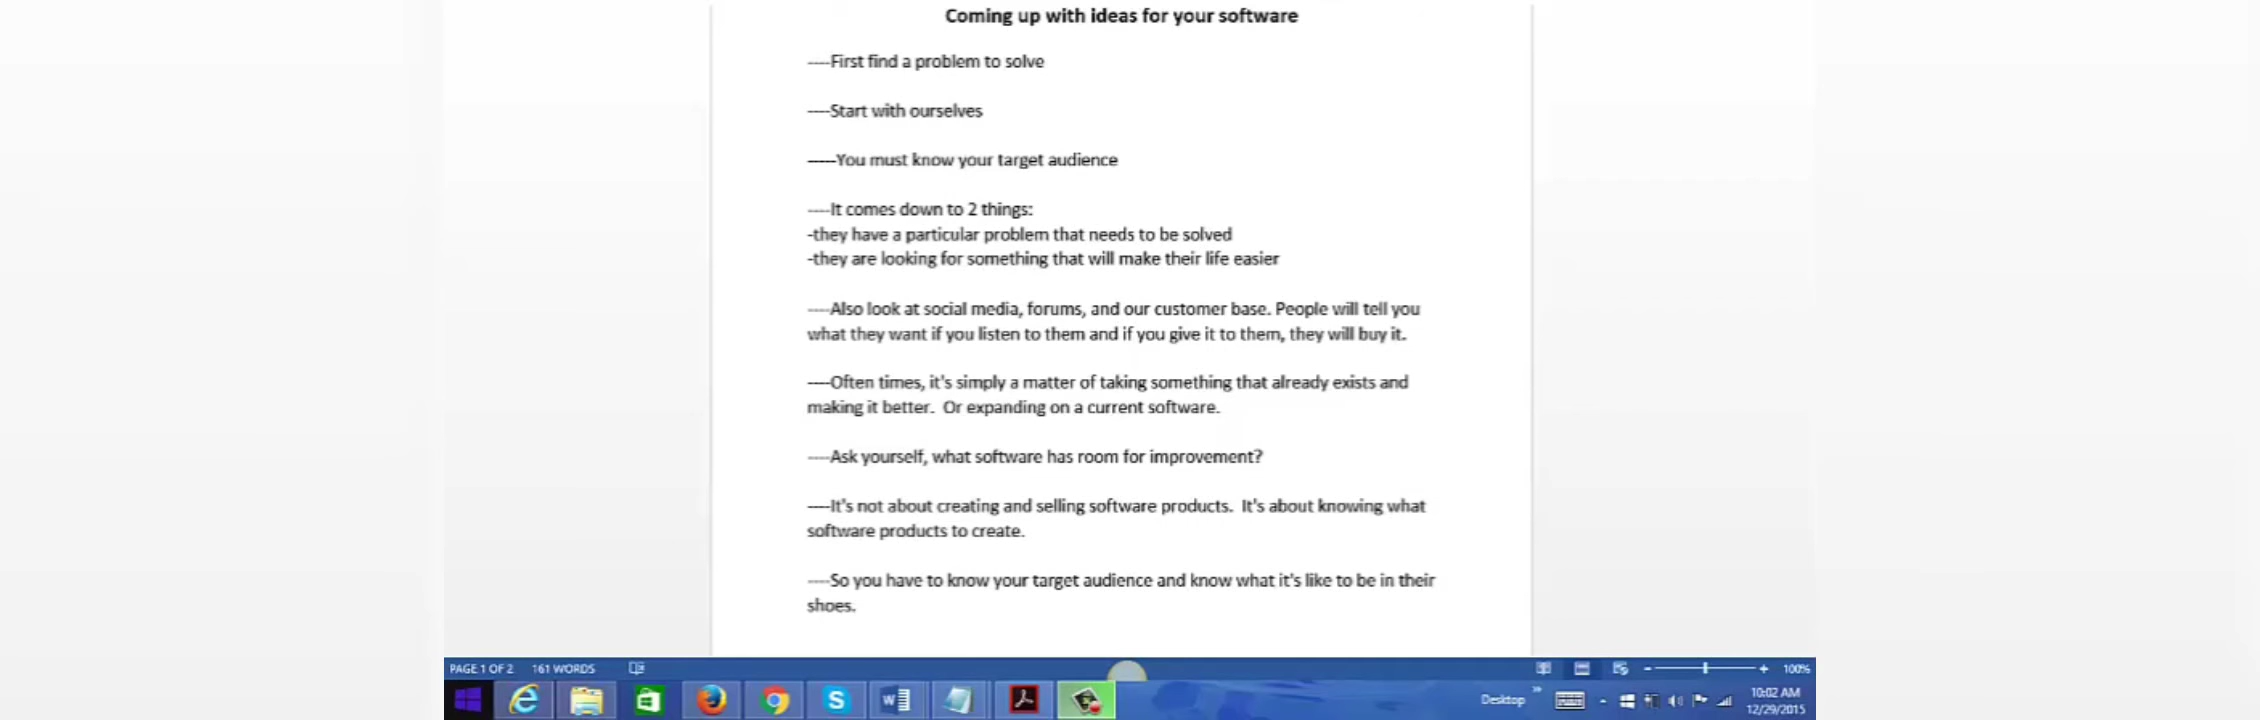 Coming up with ideas for your software
----First find a problem to solve
----Start with ourselves
-----You must know your target audience
----It comes down to 2 things:
-they have a particular problem that needs to be solved
-they are looking for something that will make their life easier
----Also look at social media, forums, and our customer base. People will tell you
what they want if you listen to them and if you give it to them, they will buy it.
----Often times, it's simply a matter of taking something that already exists and
making it better.  Or expanding on a current software.
----Ask yourself, what software has room for improvement?
----It's not about creating and selling software products.  It's about knowing what
software products to create.
----So you have to know your target audience and know what it's like to be in their
shoes.
PAGE 1 OF 2 161 WORDS 100%
Desktop 10:02 AM
12/29/2015